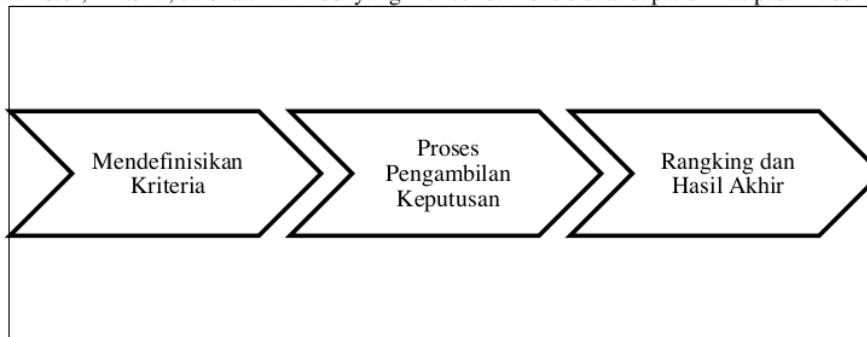 Mendefinisikan
Kriteria
Proses
Pengambilan
Keputusan
Rangking dan
Hasil Akhir